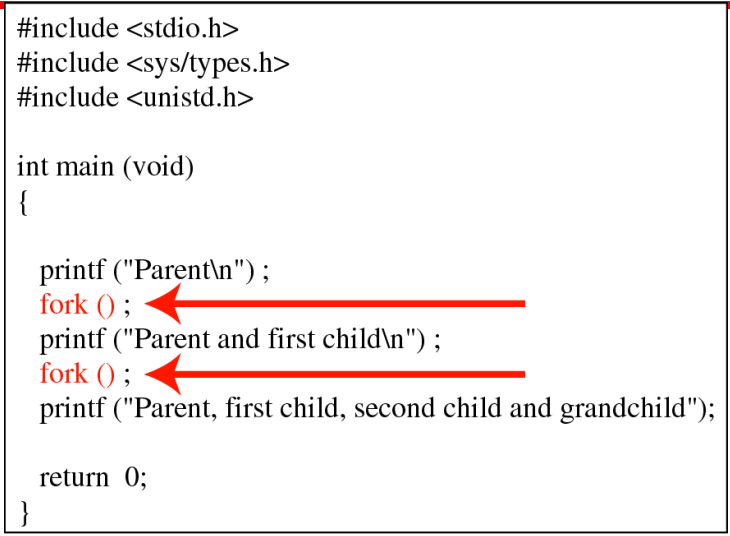 #include <stdio.h>
#include <sys/types.h>
#include <unistd.h>
int main (void)
{
printf ("Parent\n") ;
fork () ;
printf ("Parent and first child\n") ;
fork () ;
printf ("Parent, first child, second child and grandchild");
return  0;
}